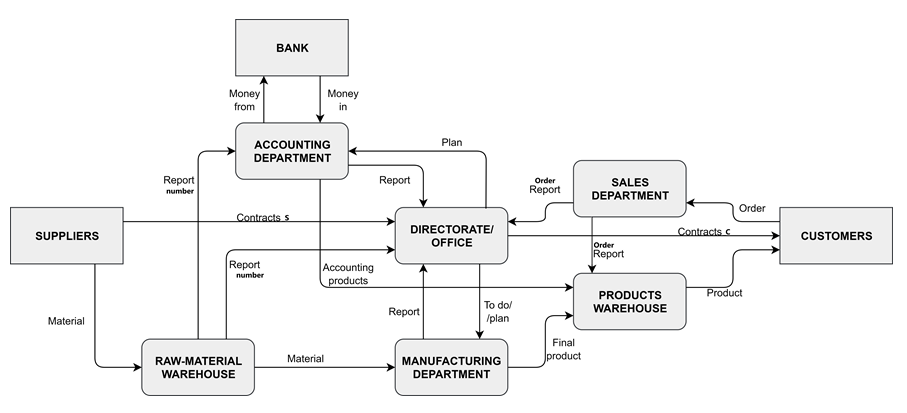 BANK
Money
from
Money
in
ACCOUNTING
DEPARTMENT
Plan
Report
number
Report
Order
Report
SALES
DEPARTMENT
Order
SUPPLIERS
Contracts s
DIRECTORATE/
OFFICE
Contracts c
CUSTOMERS
Report
number
Accounting
products
Order
Report
PRODUCTS
WAREHOUSE
Product
Material
Report
To do/
/plan
Final
product
RAW-MATERIAL
WAREHOUSE
Material
MANUFACTURING
DEPARTMENT